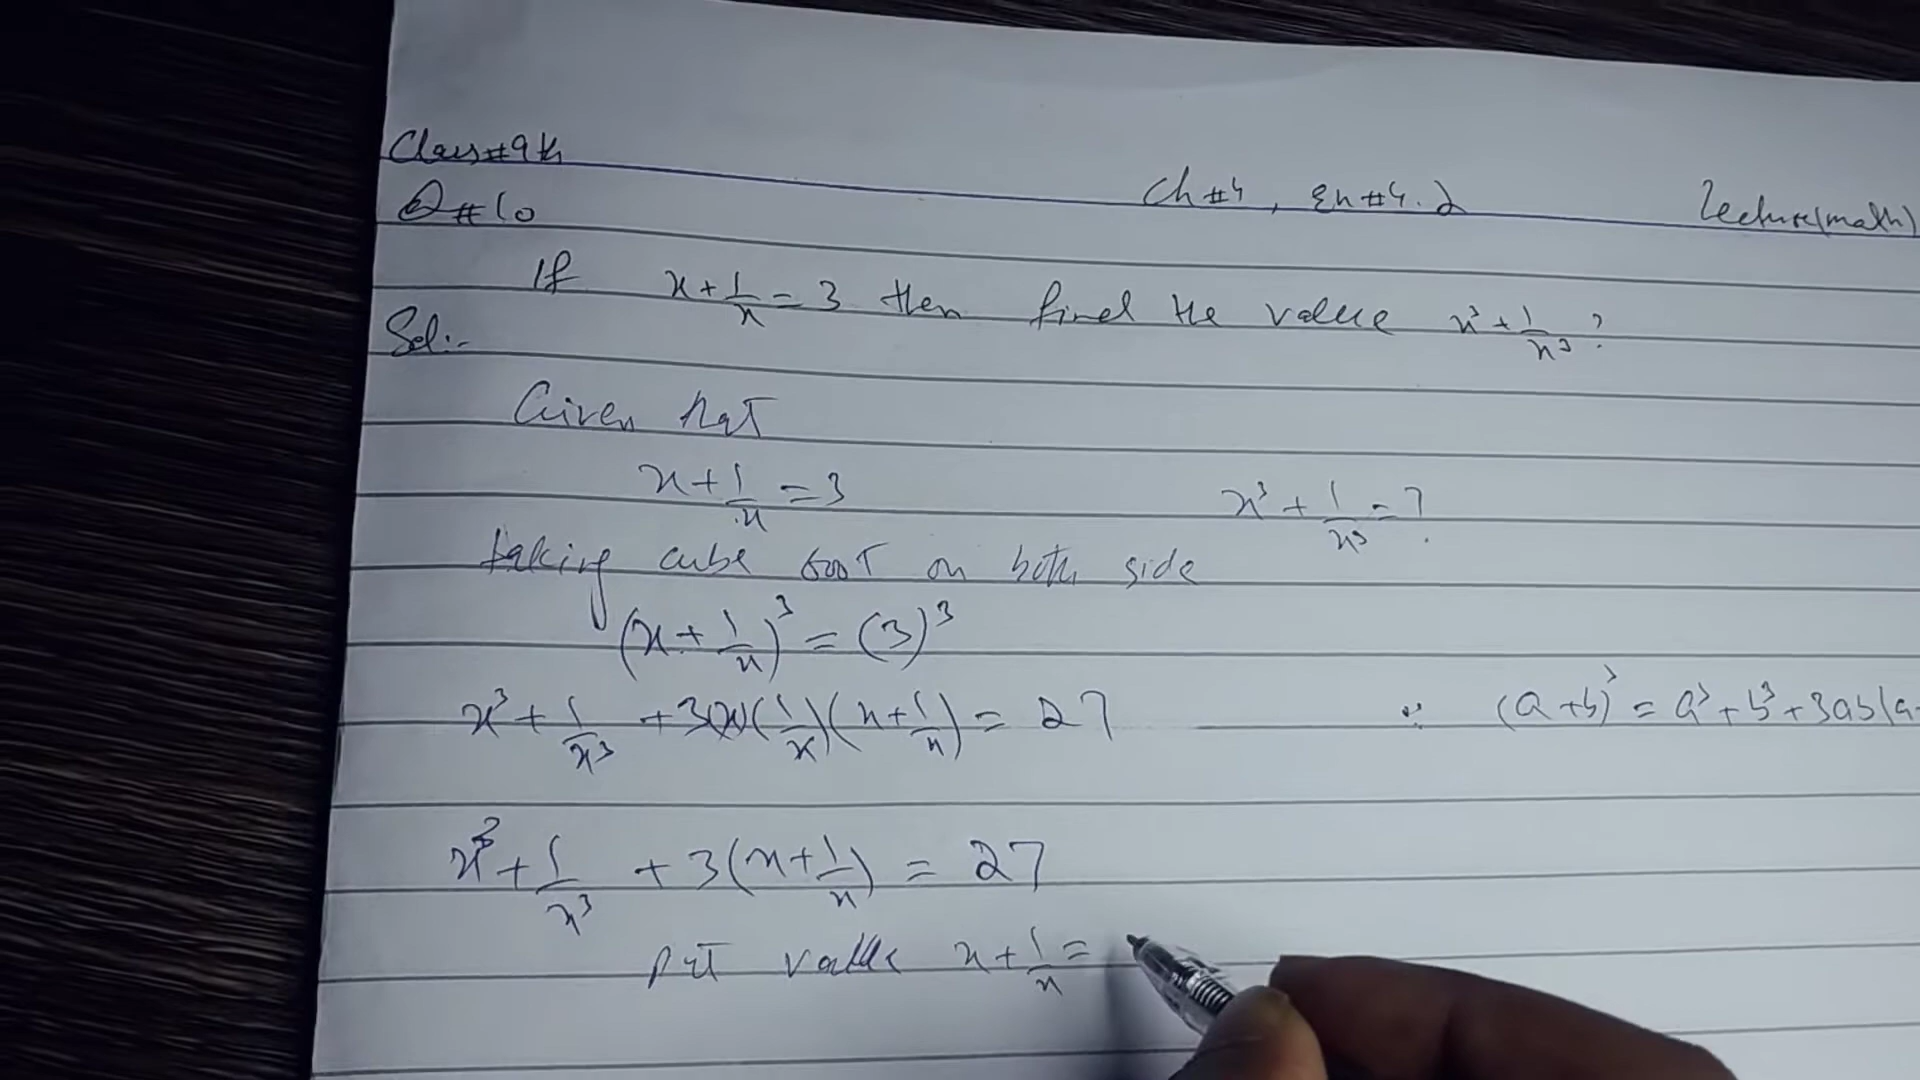 Class#9th
Ch#4, Ex#4.2 Lecture(math)
Q#10
If x+1/x=3 then find the value x³+1/x³?
Sol:-
Given that
x+1/x=3 x³+1/x³=?
taking cube root on both side
(x+1/x)³=(3)³
x³+1/x³+3(x)(1/x)(x+1/x)=27 ∵ (a+b)³=a³+b³+3ab(a+
x³+1/x³+3(x+1/x)=27
put value x+1/x=